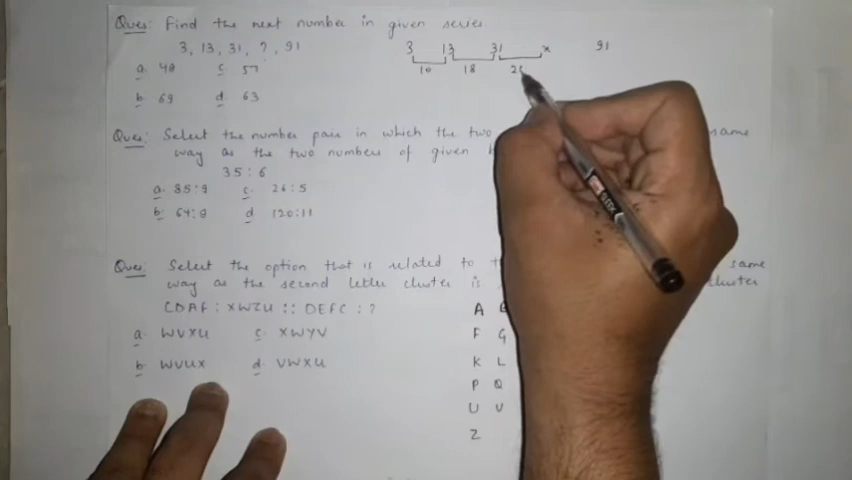 Ques: Find the next number in given series
3, 13, 31, ?, 91
3 13 31 x 91
10 18
a. 48 c. 57
b. 69 d. 63
Ques: Select the number pair in which the two same
way as the two numbers of given
35 : 6
a. 85:9 c. 26:5
b. 64:8 d 120:11
Ques: Select the option that is related to same
way as the second letter cluster is cluster
CDAF : XWZU :: DEFC : ?
a. WVXU c. XWYV
b. WVUX d. VWXU
A
F G
K L
P Q
U V
Z